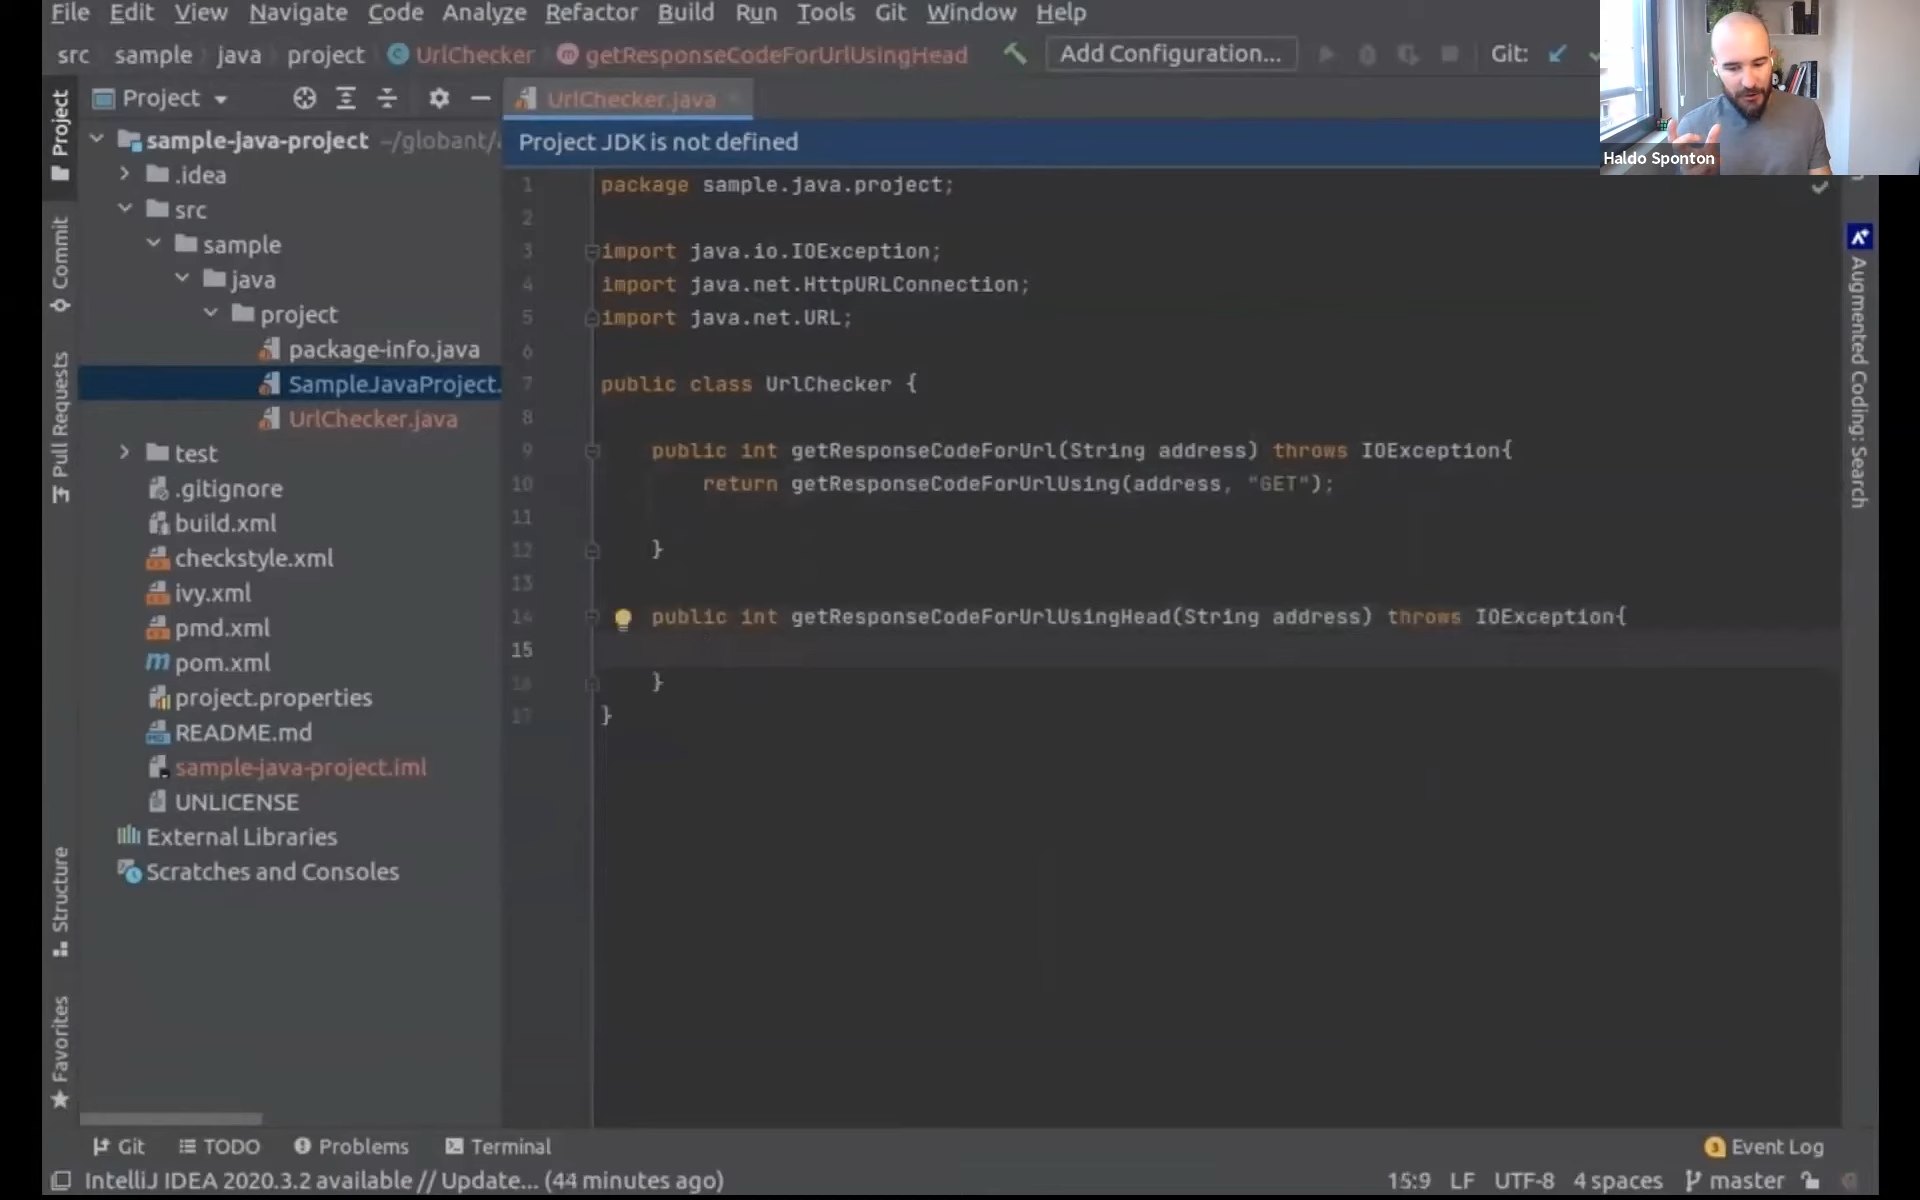 File Edit View Navigate Code Analyze Refactor Build Run Tools Git Window Help
src sample java project UrlChecker getResponseCodeForUrlUsingHead Add Configuration... Git:
Haldo Sponton
Project
UrlChecker.java
Project JDK is not defined
sample-java-project ~/globant/
.idea
src
sample
java
project
package-info.java
SampleJavaProject.
UrlChecker.java
test
.gitignore
build.xml
checkstyle.xml
ivy.xml
pmd.xml
pom.xml
project.properties
README.md
sample-java-project.iml
UNLICENSE
External Libraries
Scratches and Consoles
Project
Commit
Pull Requests
Structure
Favorites
1 package sample.java.project;
2
3 import java.io.IOException;
4 import java.net.HttpURLConnection;
5 import java.net.URL;
6
7 public class UrlChecker {
8
9 public int getResponseCodeForUrl(String address) throws IOException{
10 return getResponseCodeForUrlUsing(address, "GET");
11
12 }
13
14 public int getResponseCodeForUrlUsingHead(String address) throws IOException{
15
16 }
17 }
Augmented Coding: Search
Git TODO Problems Terminal 3 Event Log
IntelliJ IDEA 2020.3.2 available // Update... (44 minutes ago) 15:9 LF UTF-8 4 spaces master